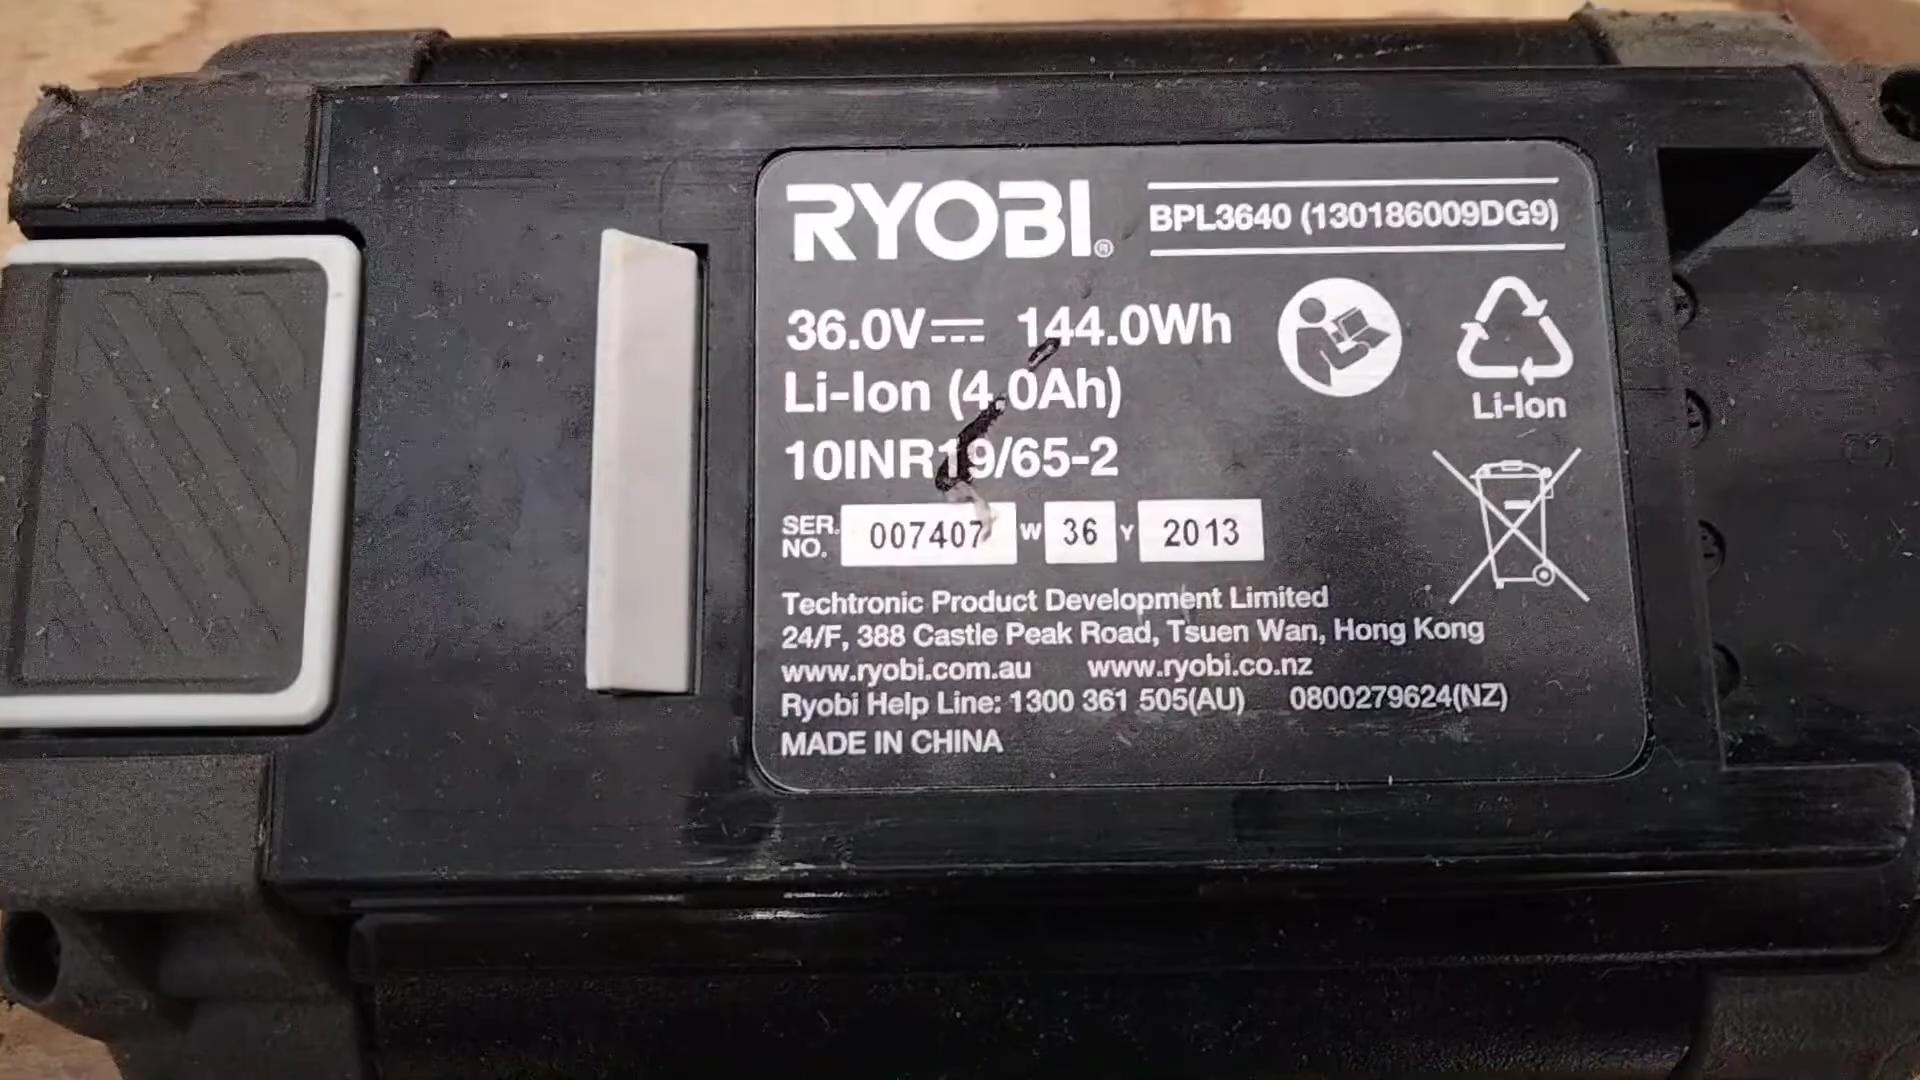 RYOBI®
BPL3640 (130186009DG9)
36.0V 144.0Wh
Li-Ion (4.0Ah)
10INR19/65-2
Li-Ion
SER. NO. 007407 W 36 Y 2013
Techtronic Product Development Limited
24/F, 388 Castle Peak Road, Tsuen Wan, Hong Kong
www.ryobi.com.au www.ryobi.co.nz
Ryobi Help Line: 1300 361 505(AU) 0800279624(NZ)
MADE IN CHINA